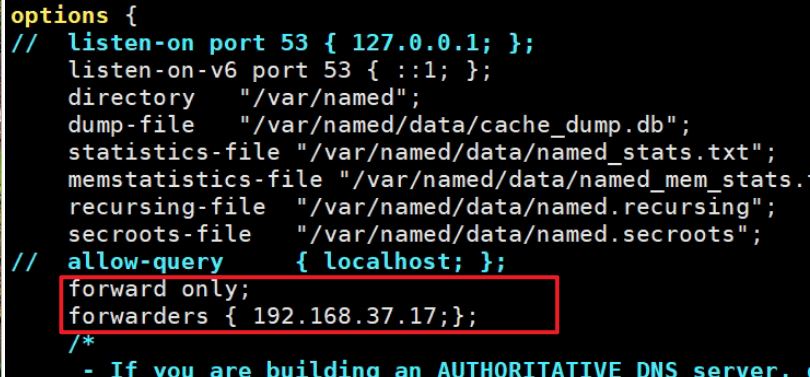 options {
//  listen-on port 53 { 127.0.0.1; };
    listen-on-v6 port 53 { ::1; };
    directory   "/var/named";
    dump-file   "/var/named/data/cache_dump.db";
    statistics-file "/var/named/data/named_stats.txt";
    memstatistics-file "/var/named/data/named_mem_stats.
    recursing-file  "/var/named/data/named.recursing";
    secroots-file   "/var/named/data/named.secroots";
//  allow-query     { localhost; };
    forward only;
    forwarders { 192.168.37.17;};
    /*
     - If you are building an AUTHORITATIVE DNS server,